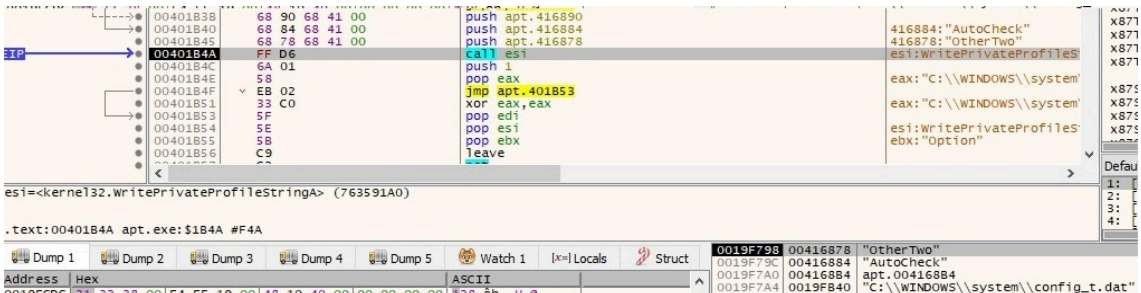 00401B3B 68 90 68 41 00 push apt.416890
00401B40 68 84 68 41 00 push apt.416884 416884:"AutoCheck"
00401B45 68 78 68 41 00 push apt.416878 416878:"OtherTwo"
EIP 00401B4A FF D6 call esi esi:WritePrivateProfileS
00401B4C 6A 01 push 1
00401B4E 58 pop eax eax:"C:\\WINDOWS\\system
00401B4F EB 02 jmp apt.401B53
00401B51 33 C0 xor eax,eax eax:"C:\\WINDOWS\\system
00401B53 5F pop edi
00401B54 5E pop esi esi:WritePrivateProfileS
00401B55 5B pop ebx ebx:"Option"
00401B56 C9 leave
esi=<kernel32.WritePrivateProfileStringA> (763591A0)
.text:00401B4A apt.exe:$1B4A #F4A
Defau
1: [
2: [
3: [
4: [
Dump 1 Dump 2 Dump 3 Dump 4 Dump 5 Watch 1 [x=] Locals Struct
Address Hex ASCII
0019F798 00416878 "OtherTwo"
0019F79C 00416884 "AutoCheck"
0019F7A0 004168B4 apt.004168B4
0019F7A4 0019FB40 "C:\\WINDOWS\\system\\config_t.dat"